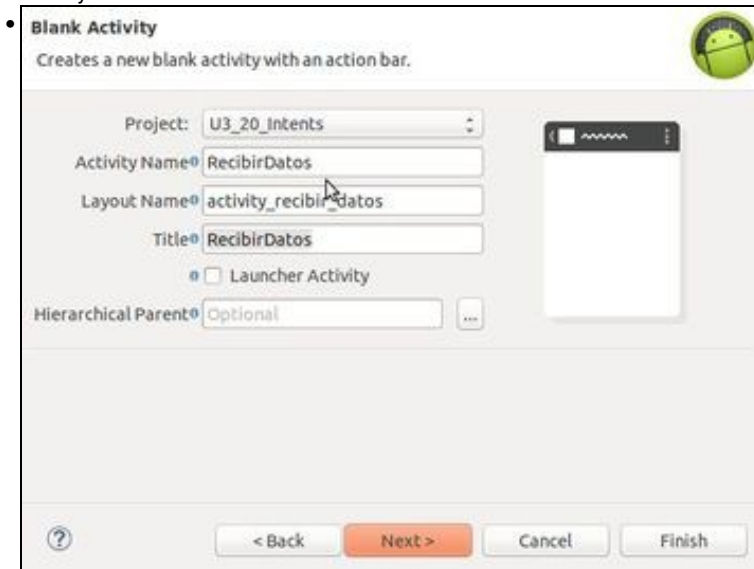 Blank Activity
Creates a new blank activity with an action bar.
Project: U3_20_Intents
Activity Name RecibirDatos
Layout Name activity_recibir_datos
Title RecibirDatos
Launcher Activity
Hierarchical Parent Optional ...
? < Back Next > Cancel Finish